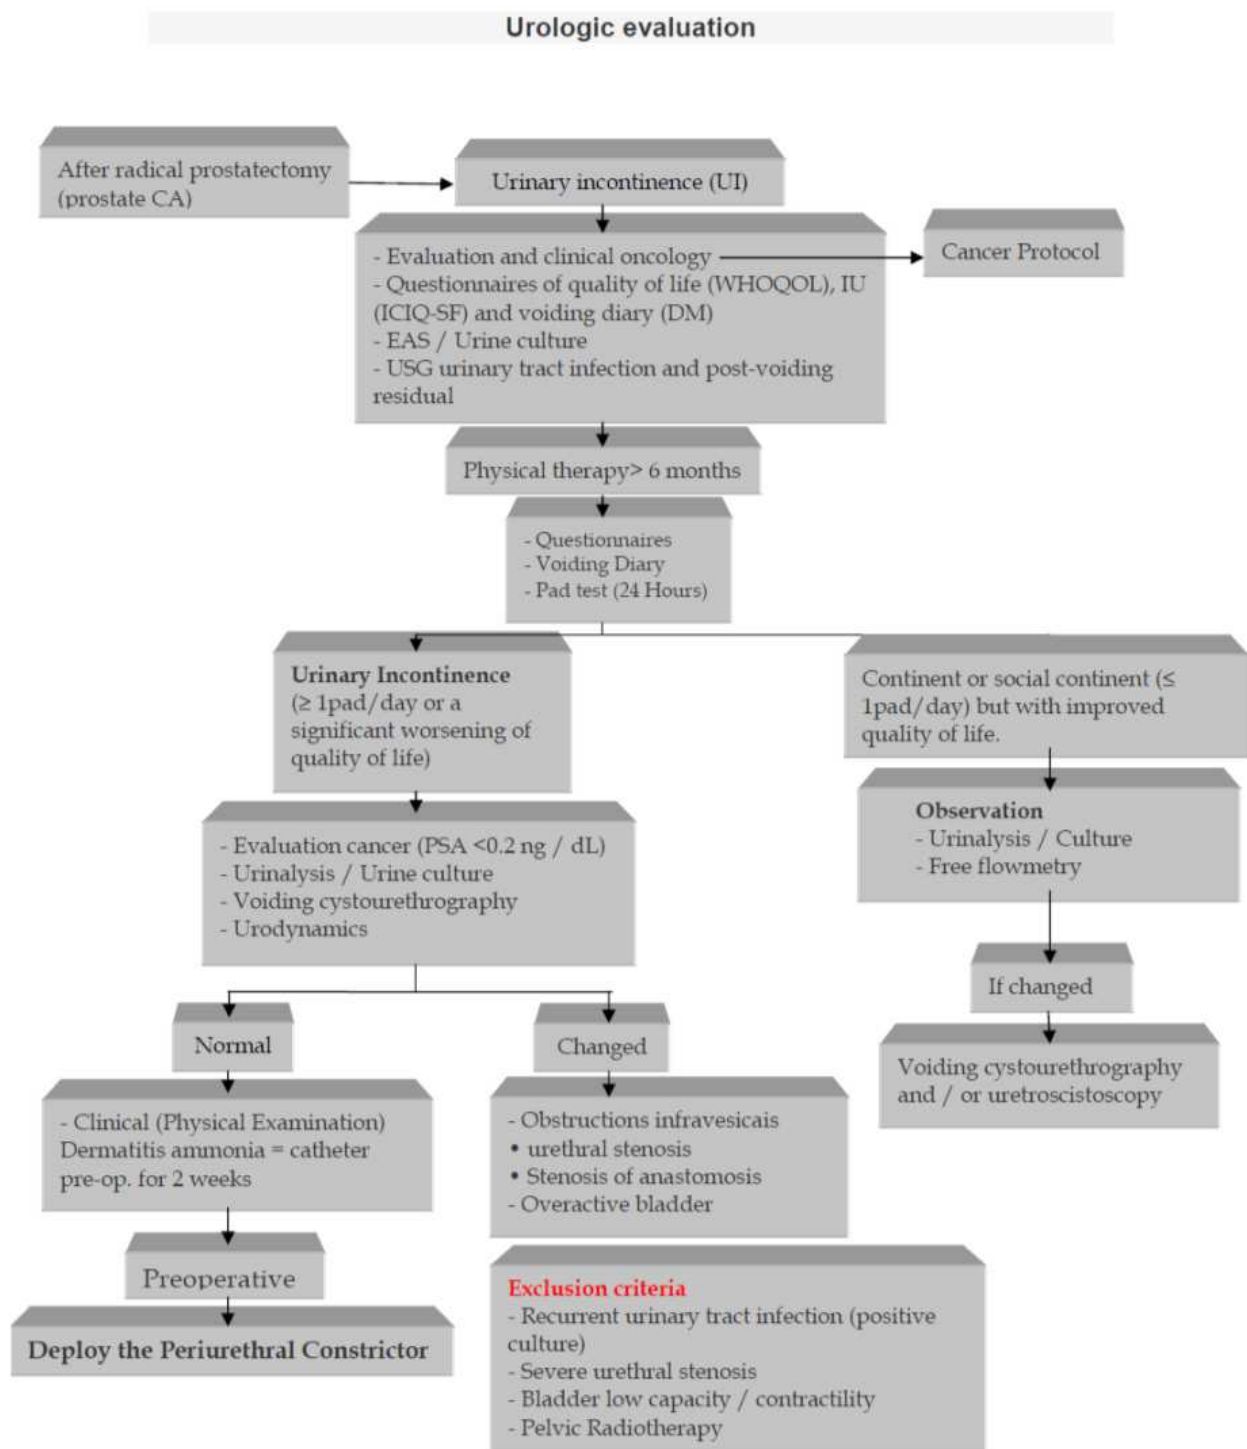 Urologic evaluation
After radical prostatectomy
(prostate CA)
Urinary incontinence (UI)
- Evaluation and clinical oncology
- Questionnaires of quality of life (WHOQOL), IU
(ICIQ-SF) and voiding diary (DM)
- EAS / Urine culture
- USG urinary tract infection and post-voiding
residual
Cancer Protocol
Physical therapy> 6 months
- Questionnaires
- Voiding Diary
- Pad test (24 Hours)
Urinary Incontinence
(≥ 1pad/day or a
significant worsening of
quality of life)
Continent or social continent (≤
1pad/day) but with improved
quality of life.
- Evaluation cancer (PSA <0.2 ng / dL)
- Urinalysis / Urine culture
- Voiding cystourethrography
- Urodynamics
Observation
- Urinalysis / Culture
- Free flowmetry
Normal
Changed
If changed
Voiding cystourethrography
and / or uretroscistoscopy
- Clinical (Physical Examination)
Dermatitis ammonia = catheter
pre-op. for 2 weeks
- Obstructions infravesicais
• urethral stenosis
• Stenosis of anastomosis
- Overactive bladder
Preoperative
Deploy the Periurethral Constrictor
Exclusion criteria
- Recurrent urinary tract infection (positive
culture)
- Severe urethral stenosis
- Bladder low capacity / contractility
- Pelvic Radiotherapy